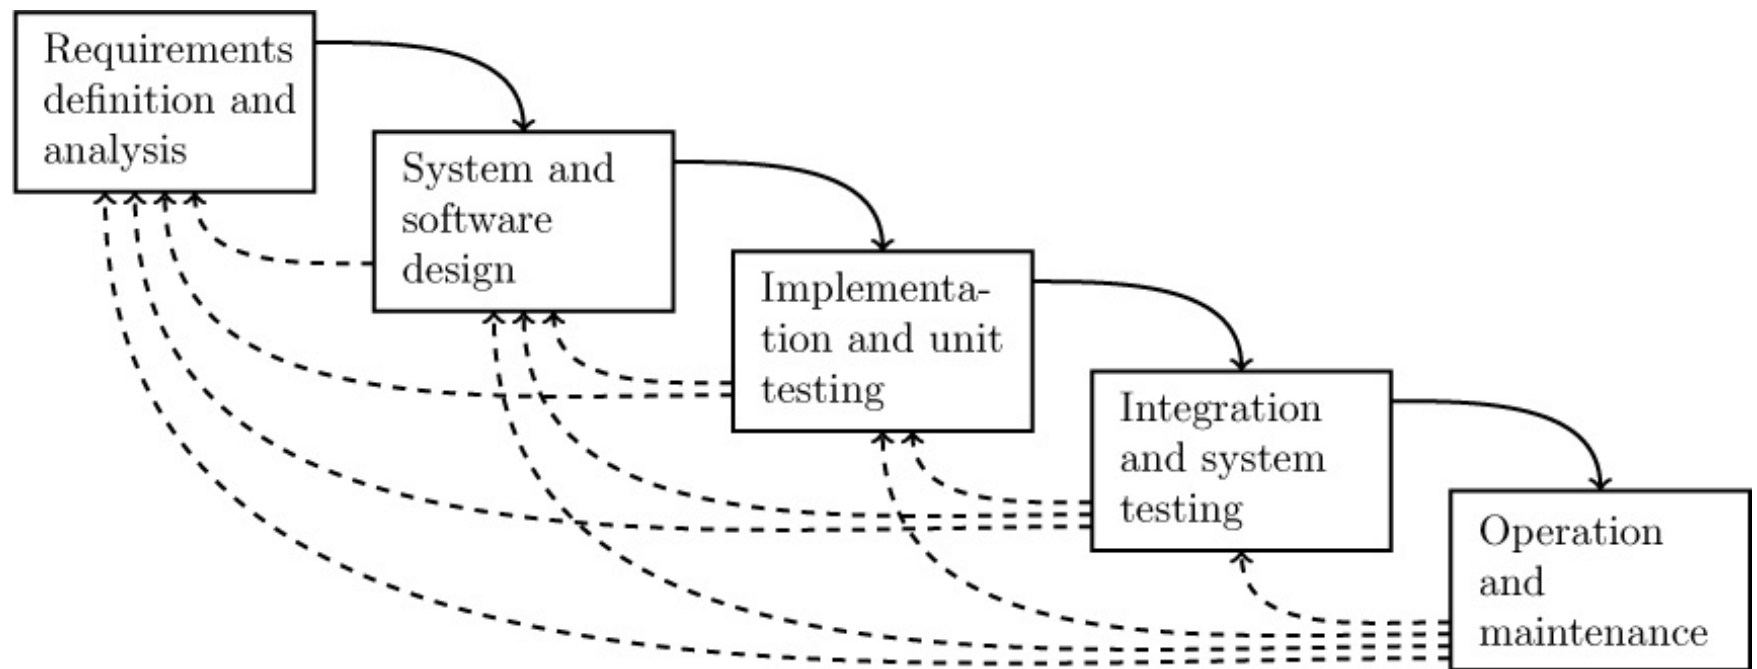 Requirements
definition and
analysis
System and
software
design
Implementa-
tion and unit
testing
Integration
and system
testing
Operation
and
maintenance